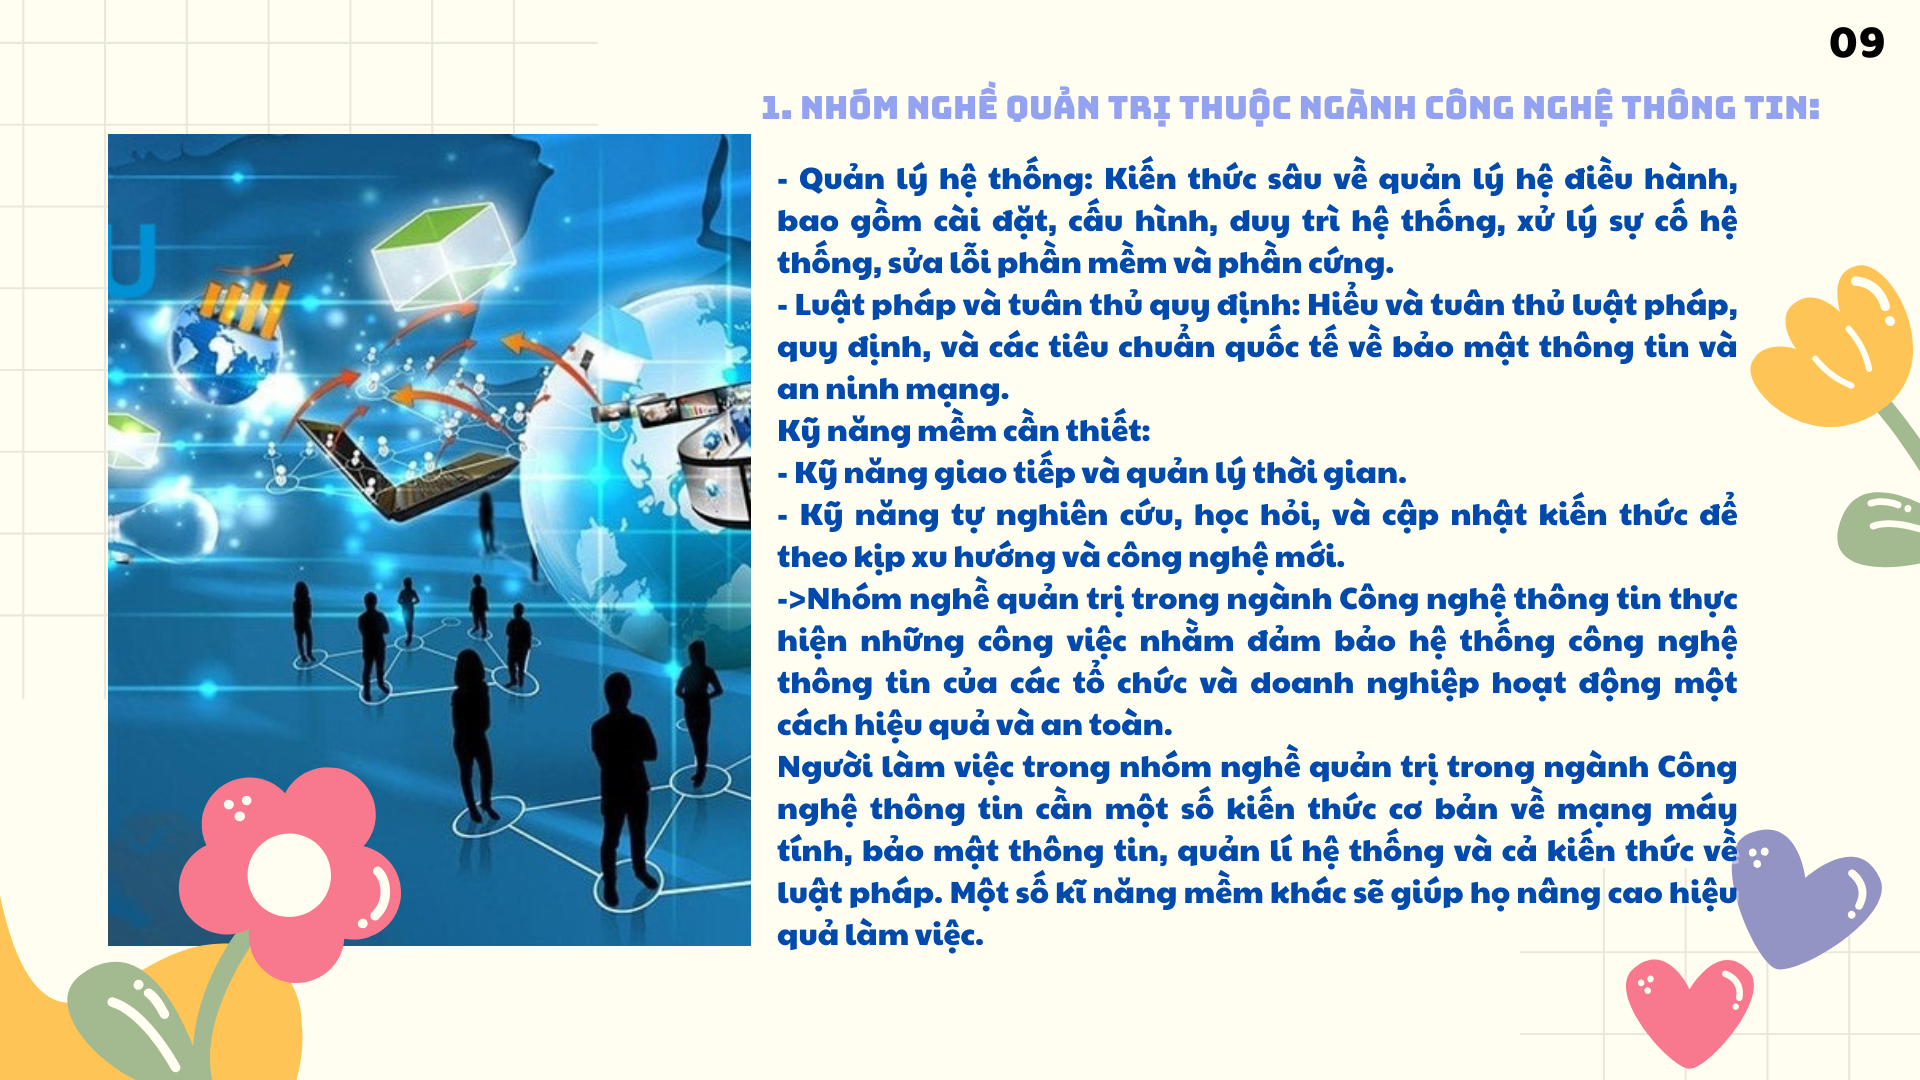 09
1. NHÓM NGHỀ QUẢN TRỊ THUỘC NGÀNH CÔNG NGHỆ THÔNG TIN:
- Quản lý hệ thống: Kiến thức sâu về quản lý hệ điều hành,
bao gồm cài đặt, cấu hình, duy trì hệ thống, xử lý sự cố hệ
thống, sửa lỗi phần mềm và phần cứng.
- Luật pháp và tuân thủ quy định: Hiểu và tuân thủ luật pháp,
quy định, và các tiêu chuẩn quốc tế về bảo mật thông tin và
an ninh mạng.
Kỹ năng mềm cần thiết:
- Kỹ năng giao tiếp và quản lý thời gian.
- Kỹ năng tự nghiên cứu, học hỏi, và cập nhật kiến thức để
theo kịp xu hướng và công nghệ mới.
->Nhóm nghề quản trị trong ngành Công nghệ thông tin thực
hiện những công việc nhằm đảm bảo hệ thống công nghệ
thông tin của các tổ chức và doanh nghiệp hoạt động một
cách hiệu quả và an toàn.
Người làm việc trong nhóm nghề quản trị trong ngành Công
nghệ thông tin cần một số kiến thức cơ bản về mạng máy
tính, bảo mật thông tin, quản lí hệ thống và cả kiến thức về
luật pháp. Một số kĩ năng mềm khác sẽ giúp họ nâng cao hiệu
quả làm việc.
U